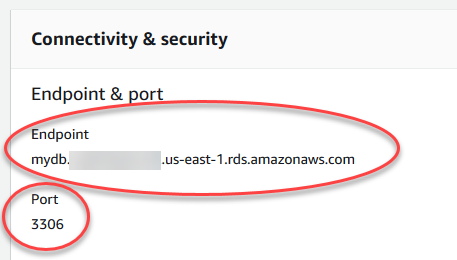 Connectivity & security
Endpoint & port
Endpoint
mydb. .us-east-1.rds.amazonaws.com
Port
3306